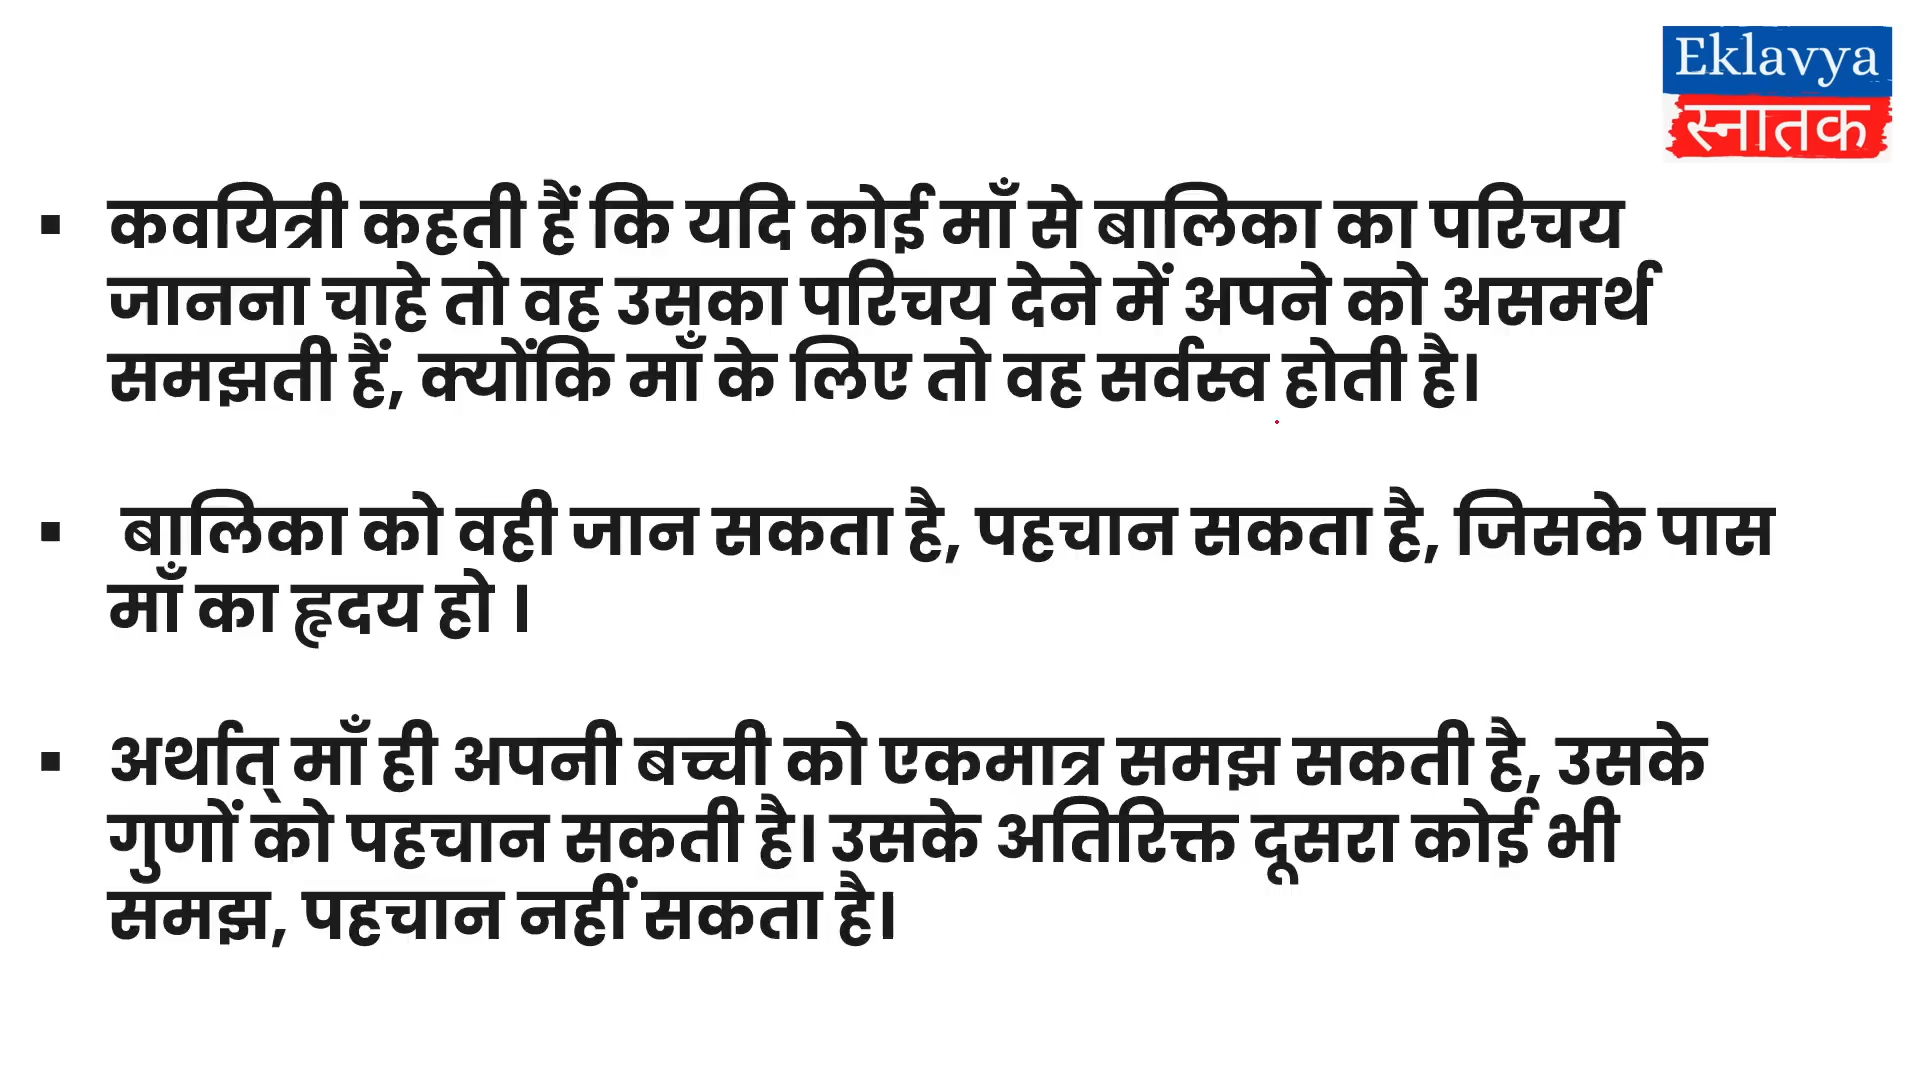 Eklavya
स्नातक
▪ कवयित्री कहती हैं कि यदि कोई माँ से बालिका का परिचय
जानना चाहे तो वह उसका परिचय देने में अपने को असमर्थ
समझती हैं, क्योंकि माँ के लिए तो वह सर्वस्व होती है।
▪ बालिका को वही जान सकता है, पहचान सकता है, जिसके पास
माँ का हृदय हो ।
▪ अर्थात् माँ ही अपनी बच्ची को एकमात्र समझ सकती है, उसके
गुणों को पहचान सकती है। उसके अतिरिक्त दूसरा कोई भी
समझ, पहचान नहीं सकता है।